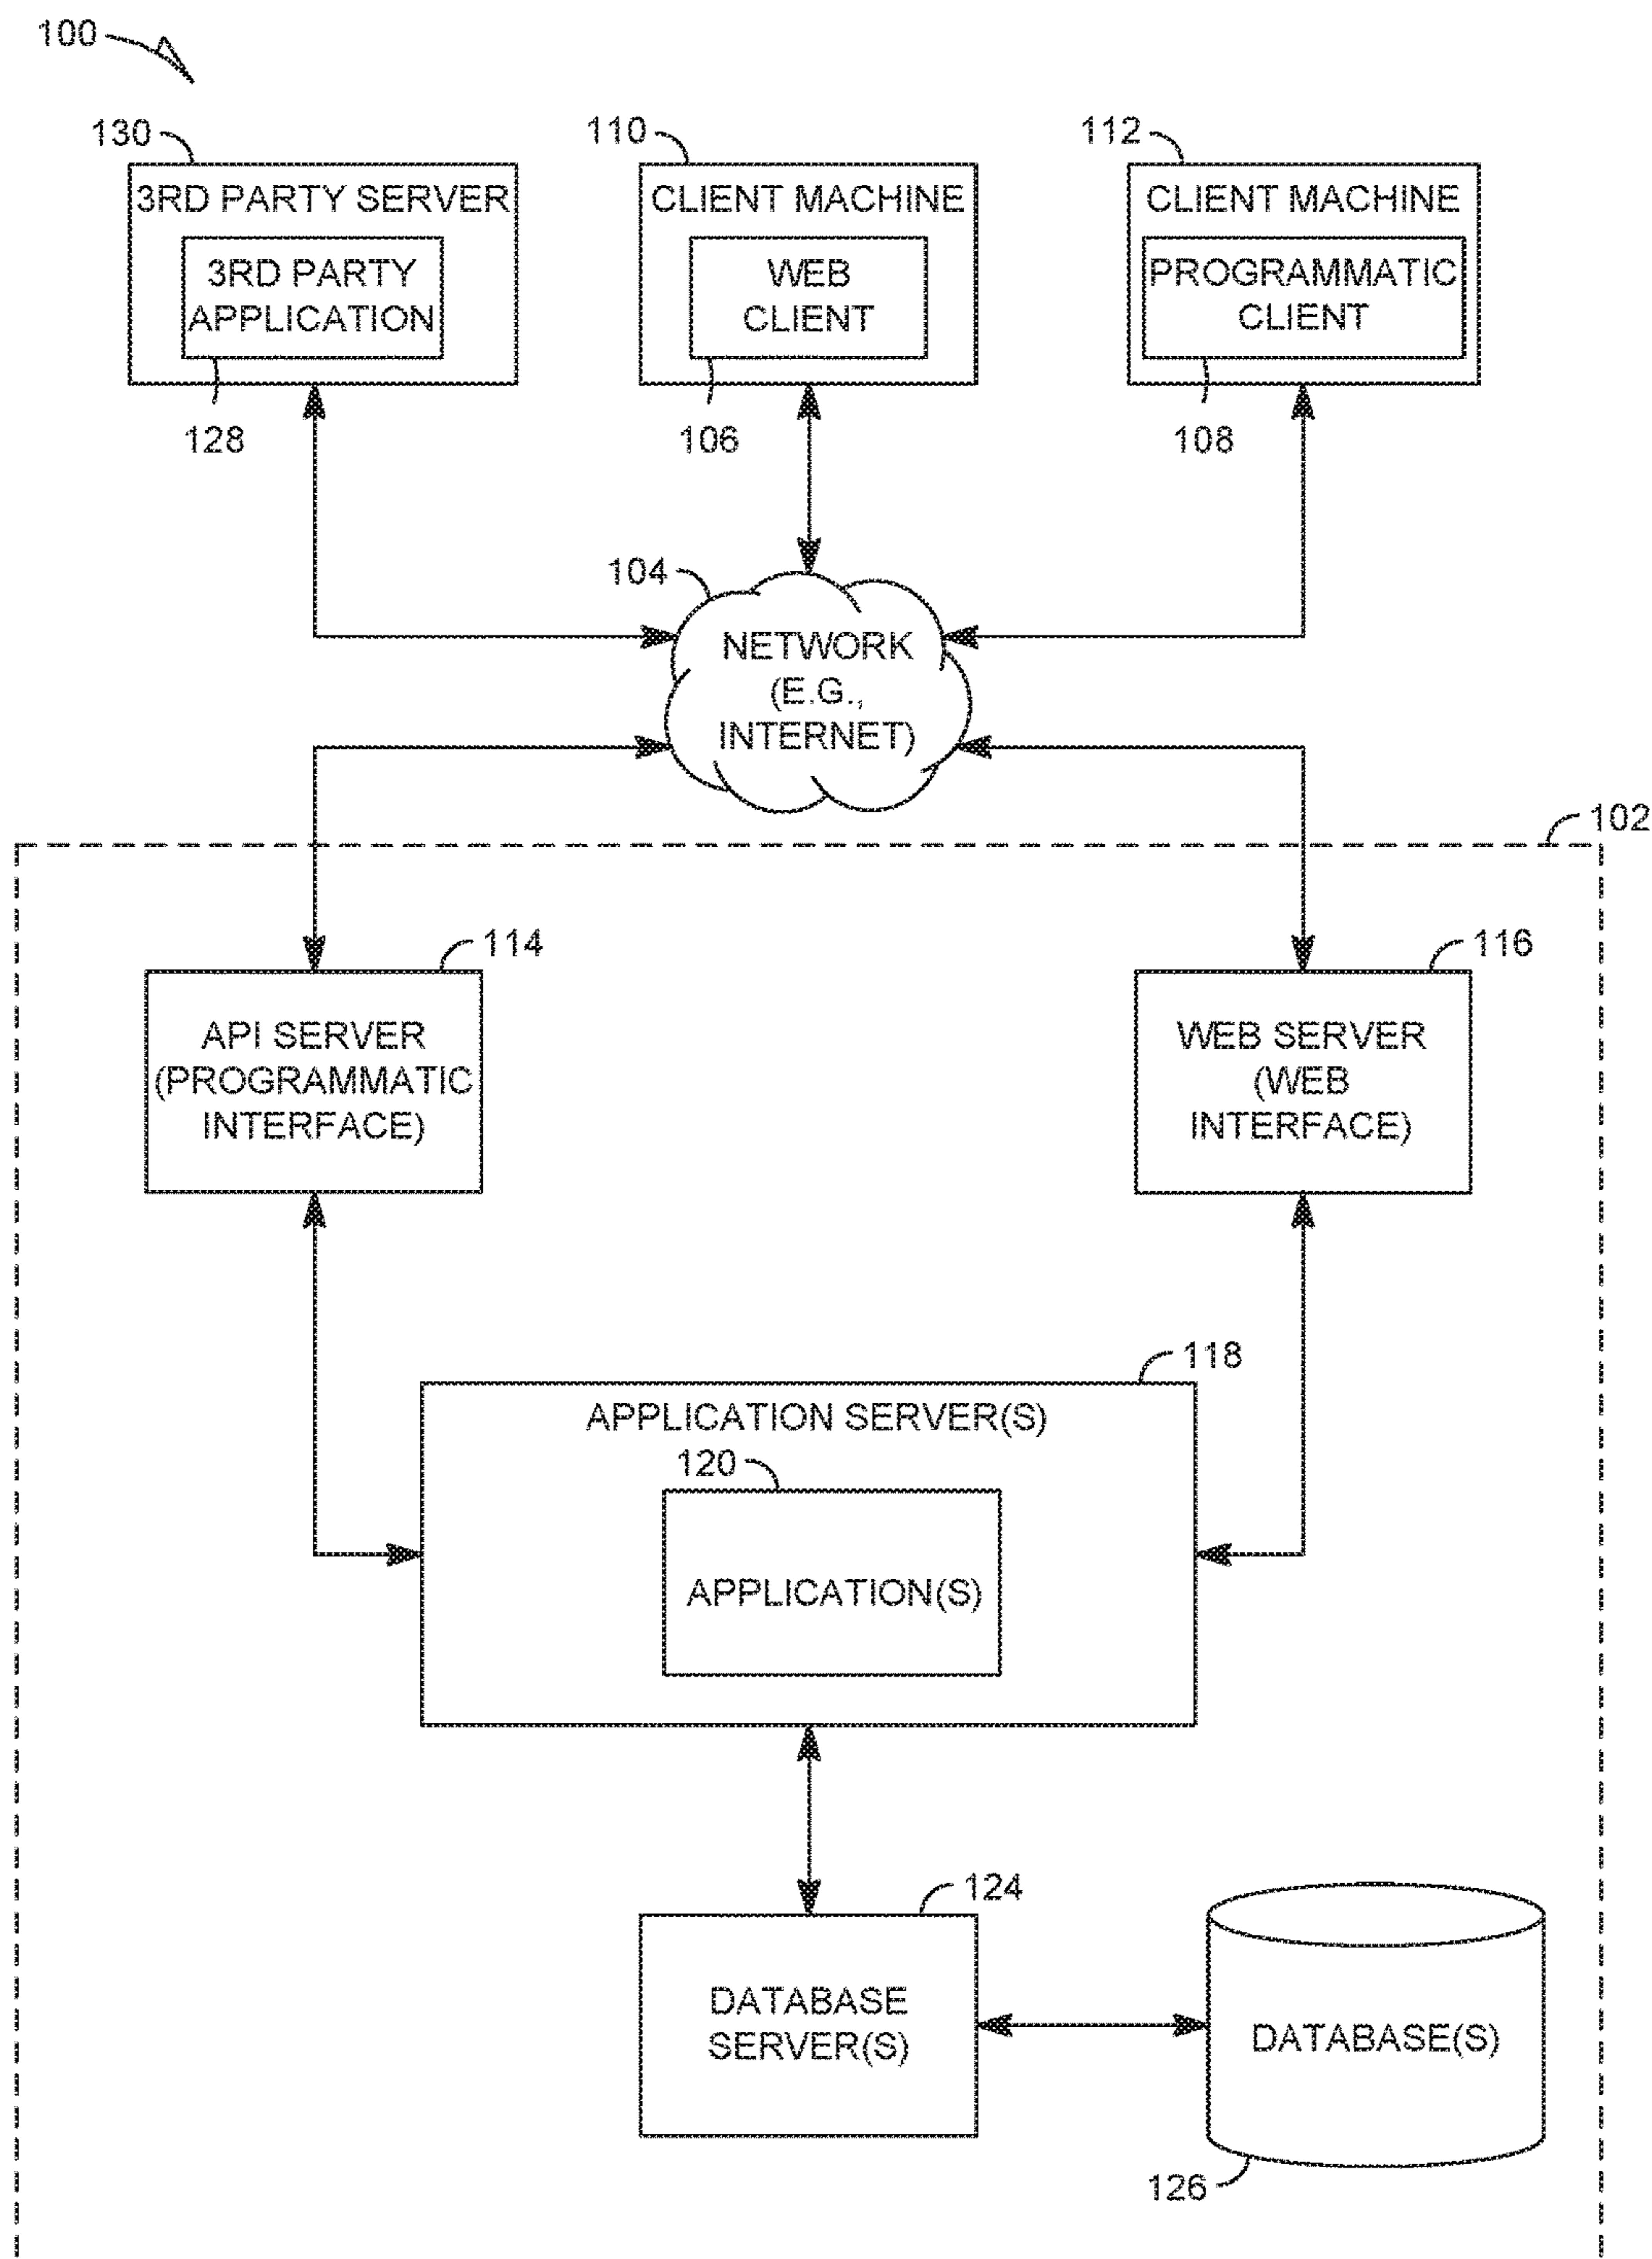 100
130
110
112
3RD PARTY SERVER
CLIENT MACHINE
CLIENT MACHINE
3RD PARTY
APPLICATION
WEB
CLIENT
PROGRAMMATIC
CLIENT
128
106
108
104
NETWORK
(E.G.,
INTERNET)
102
114
116
API SERVER
(PROGRAMMATIC
INTERFACE)
WEB SERVER
(WEB
INTERFACE)
118
APPLICATION SERVER(S)
120
APPLICATION(S)
124
DATABASE
SERVER(S)
DATABASE(S)
126